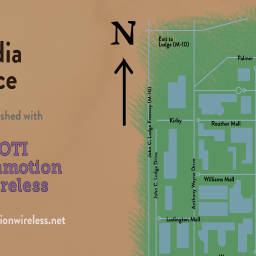 dia
ce
shed with
OTI
nmotion
reless
ionwireless.net
N
Exit to
Lodge (M-10)
Palmer
John C. Lodge Freeway (M-10)
Kirby
Reuther Mall
John C. Lodge Drive
Anthony Wayne Drive
Williams Mall
Ludington Mall
W